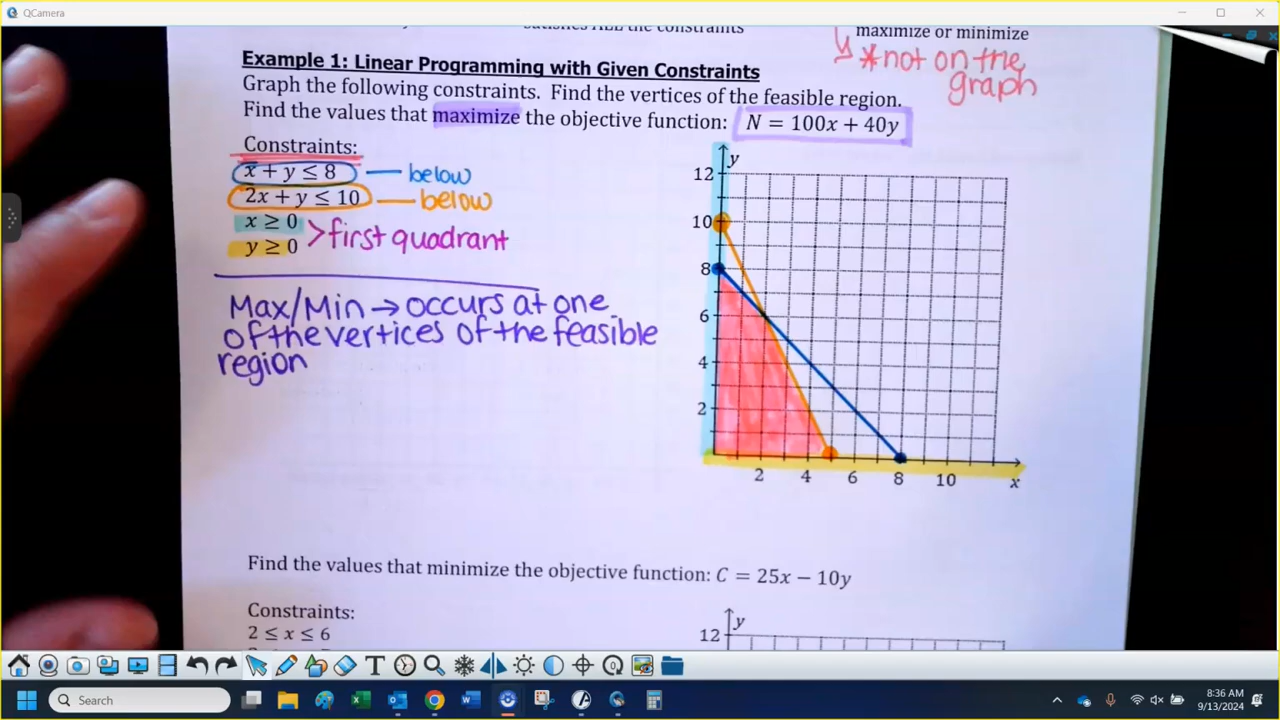 QCamera
satisfies ALL the constraints
maximize or minimize
*not on the
graph
Example 1: Linear Programming with Given Constraints
Graph the following constraints. Find the vertices of the feasible region.
Find the values that maximize the objective function: N = 100x + 40y
Constraints:
x + y ≤ 8 — below
2x + y ≤ 10 — below
x ≥ 0
y ≥ 0
> first quadrant
Max/Min → occurs at one
of the vertices of the feasible
region
y
12
10
8
6
4
2
2 4 6 8 10 x
Find the values that minimize the objective function: C = 25x − 10y
Constraints:
2 ≤ x ≤ 6
y
12
Search
8:36 AM
9/13/2024